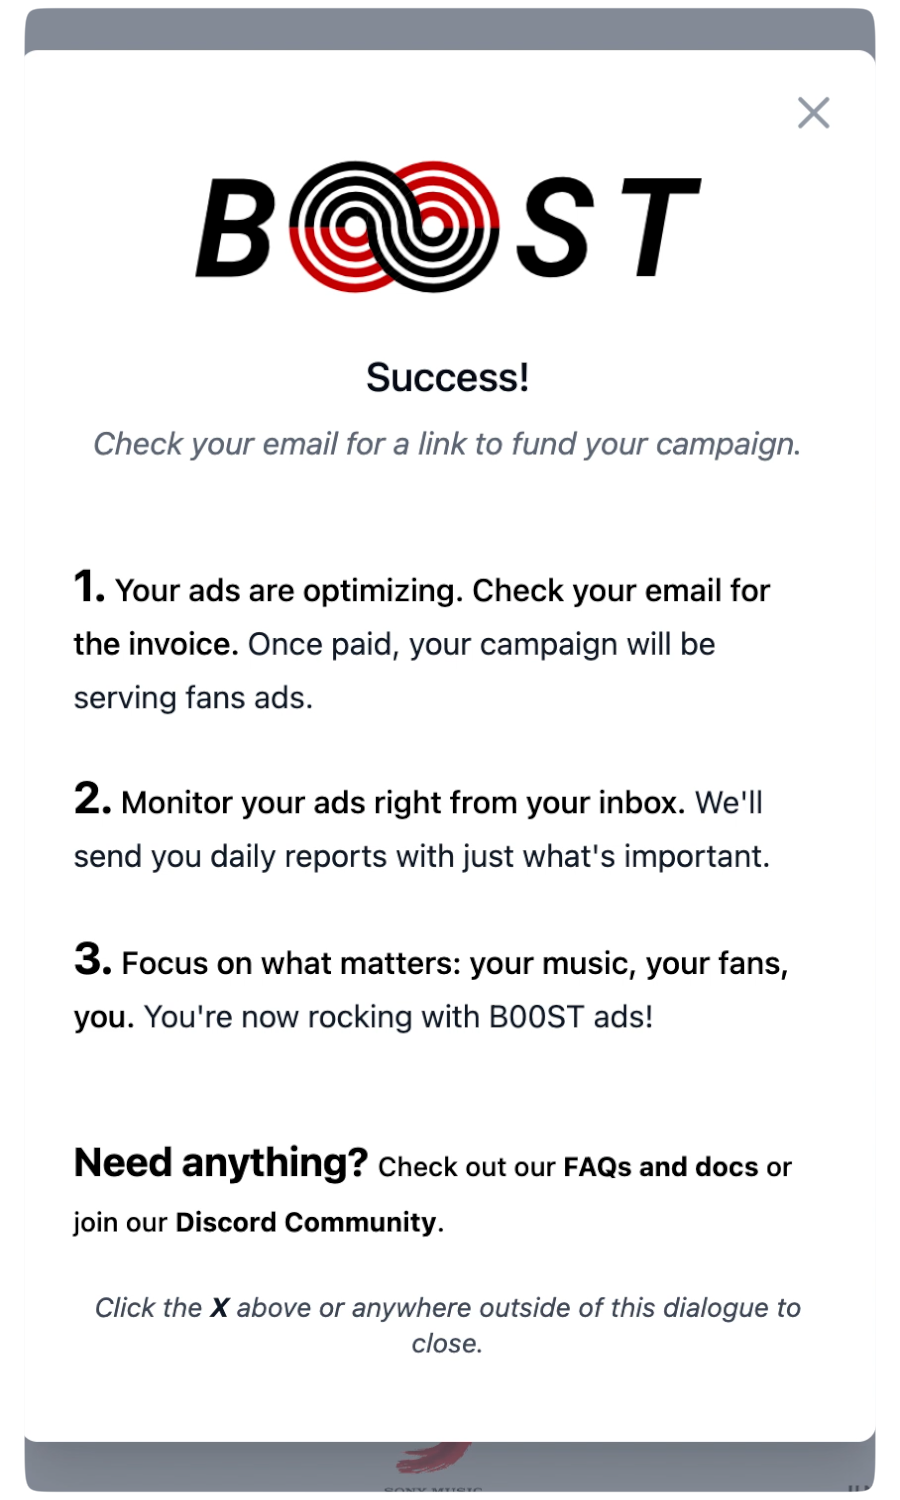 BOOST
Success!
Check your email for a link to fund your campaign.
1. Your ads are optimizing. Check your email for
the invoice. Once paid, your campaign will be
serving fans ads.
2. Monitor your ads right from your inbox. We'll
send you daily reports with just what's important.
3. Focus on what matters: your music, your fans,
you. You're now rocking with B00ST ads!
Need anything? Check out our FAQs and docs or
join our Discord Community.
Click the X above or anywhere outside of this dialogue to
close.
SONY MUSIC